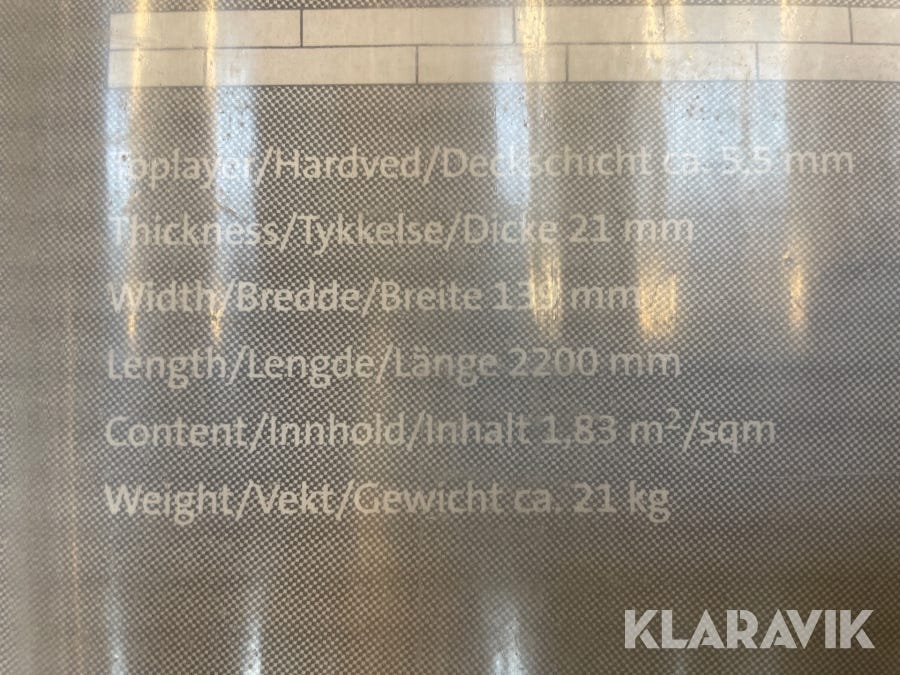 Toplayer/Hardved/Deckschicht ca. 5,5 mm
Thickness/Tykkelse/Dicke 21 mm
Width/Bredde/Breite 139 mm
Length/Lengde/Länge 2200 mm
Content/Innhold/Inhalt 1,83 m²/sqm
Weight/Vekt/Gewicht ca. 21 kg
KLARAVIK